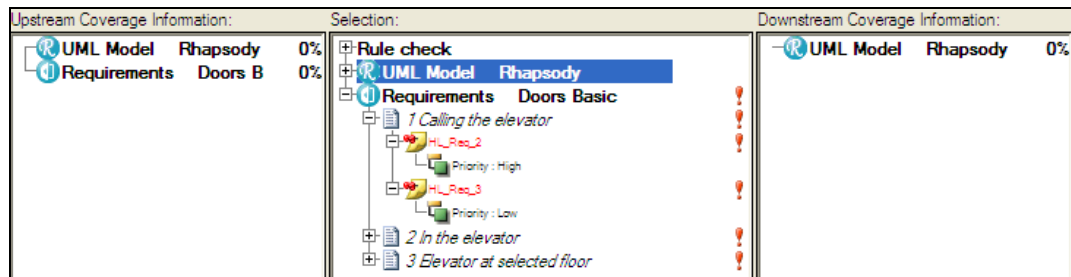 Upstream Coverage Information:
UML Model Rhapsody 0%
Requirements Doors B 0%
Selection:
Rule check
UML Model Rhapsody
Requirements Doors Basic
1 Calling the elevator
HL_Req_2
Priority : High
HL_Req_3
Priority : Low
2 In the elevator
3 Elevator at selected floor
Downstream Coverage Information:
UML Model Rhapsody 0%